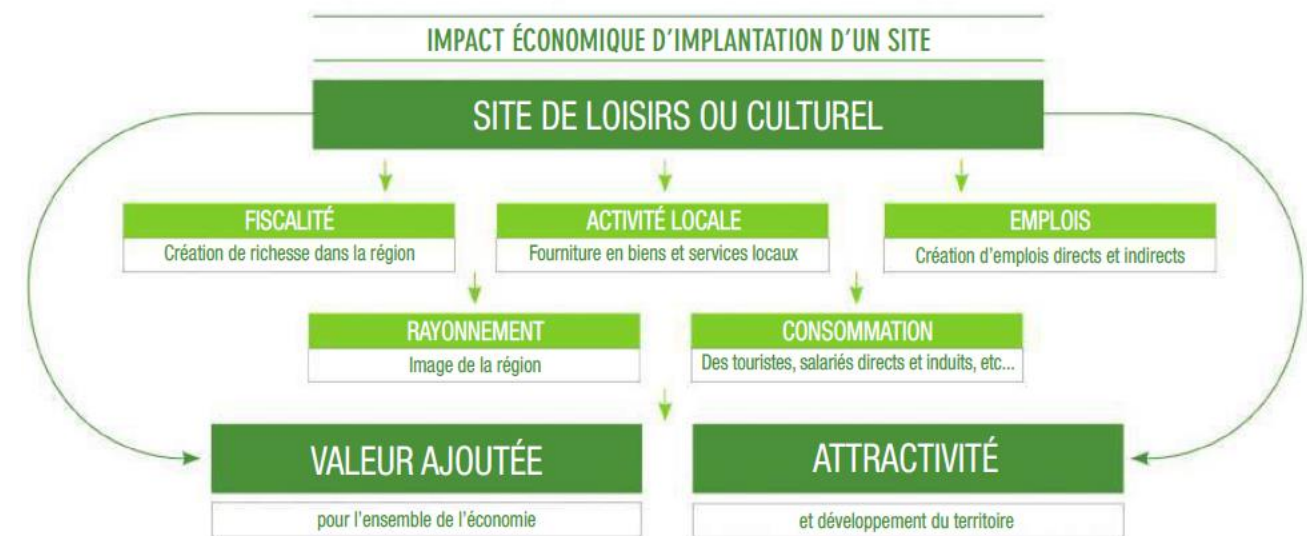 IMPACT ÉCONOMIQUE D'IMPLANTATION D'UN SITE
SITE DE LOISIRS OU CULTUREL
FISCALITÉ
Création de richesse dans la région
ACTIVITÉ LOCALE
Fourniture en biens et services locaux
EMPLOIS
Création d'emplois directs et indirects
RAYONNEMENT
Image de la région
CONSOMMATION
Des touristes, salariés directs et induits, etc...
VALEUR AJOUTÉE
pour l'ensemble de l'économie
ATTRACTIVITÉ
et développement du territoire